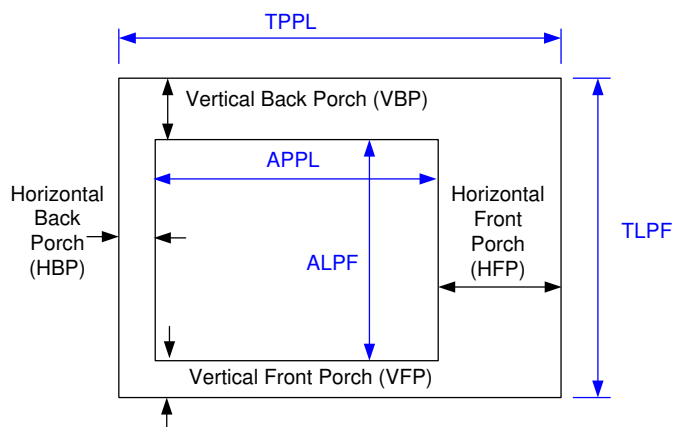 TPPL
Vertical Back Porch (VBP)
APPL
Horizontal
Back
Porch
(HBP)
Horizontal
Front
Porch
(HFP)
ALPF
TLPF
Vertical Front Porch (VFP)